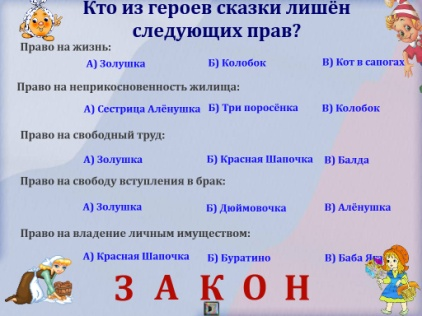 Кто из героев сказки лишён
следующих прав?
Право на жизнь:
А) Золушка Б) Колобок В) Кот в сапогах
Право на неприкосновенность жилища:
А) Сестрица Алёнушка Б) Три поросёнка В) Колобок
Право на свободный труд:
А) Золушка Б) Красная Шапочка В) Балда
Право на свободу вступления в брак:
А) Золушка Б) Дюймовочка В) Алёнушка
Право на владение личным имуществом:
А) Красная Шапочка Б) Буратино В) Баба Яга
З А К О Н